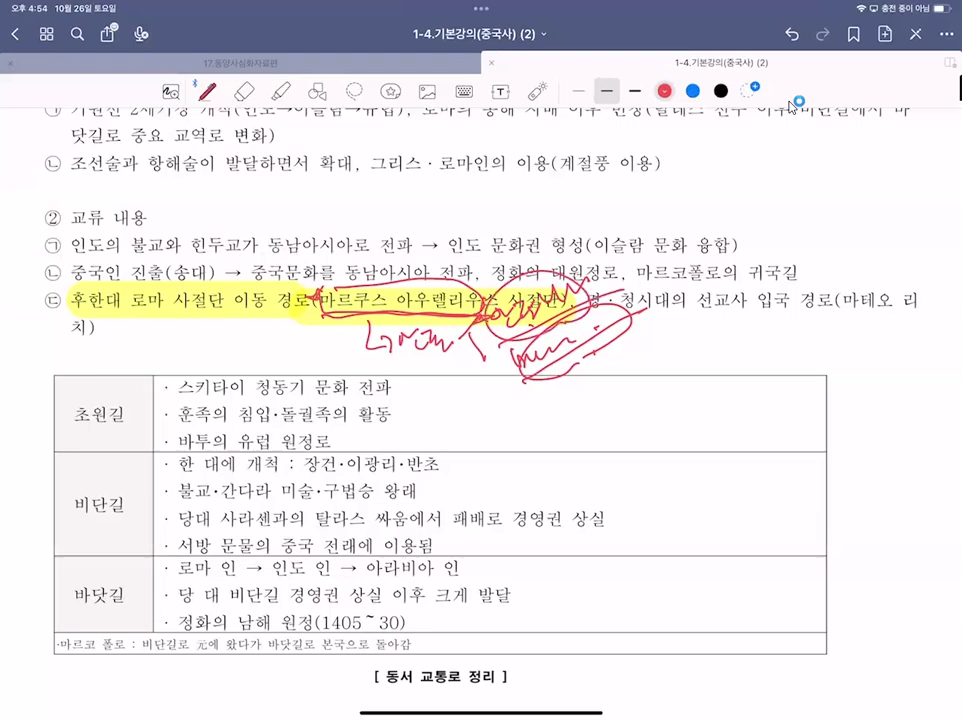 오후 4:54 10월 26일 토요일
충전 중이 아님
1-4.기본강의(중국사) (2)
17.동양사심화자료편
1-4.기본강의(중국사) (2)
닷길로 중요 교역로 변화)
㉡ 조선술과 항해술이 발달하면서 확대, 그리스·로마인의 이용(계절풍 이용)
② 교류 내용
㉠ 인도의 불교와 힌두교가 동남아시아로 전파 → 인도 문화권 형성(이슬람 문화 융합)
㉡ 중국인 진출(송대) → 중국문화를 동남아시아 전파, 정화의 대원정로, 마르코폴로의 귀국길
㉢ 후한대 로마 사절단 이동 경로(마르쿠스 아우렐리우스 사절단), 명·청시대의 선교사 입국 경로(마테오 리
치)
초원길
· 스키타이 청동기 문화 전파
· 훈족의 침입·돌궐족의 활동
· 바투의 유럽 원정로
비단길
· 한 대에 개척 : 장건·이광리·반초
· 불교·간다라 미술·구법승 왕래
· 당대 사라센과의 탈라스 싸움에서 패배로 경영권 상실
· 서방 문물의 중국 전래에 이용됨
바닷길
· 로마 인 → 인도 인 → 아라비아 인
· 당 대 비단길 경영권 상실 이후 크게 발달
· 정화의 남해 원정(1405~30)
·마르코 폴로 : 비단길로 元에 왔다가 바닷길로 본국으로 돌아감
[ 동서 교통로 정리 ]